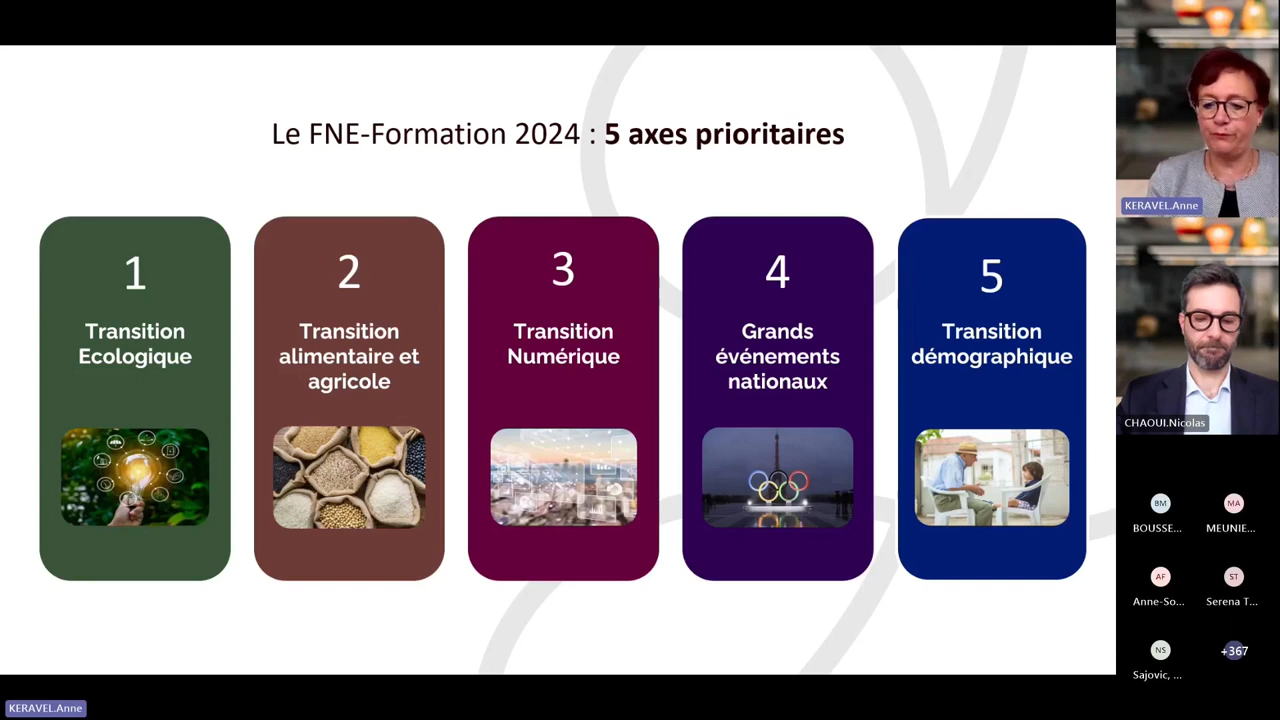 Le FNE-Formation 2024 : 5 axes prioritaires
1
Transition
Ecologique
2
Transition
alimentaire et
agricole
3
Transition
Numérique
4
Grands
événements
nationaux
5
Transition
démographique
KERAVEL.Anne
CHAOUI.Nicolas
BM
BOUSSE...
MA
MEUNIE...
AF
Anne-So...
ST
Serena T...
NS
Sajovic, ...
+367
KERAVEL.Anne